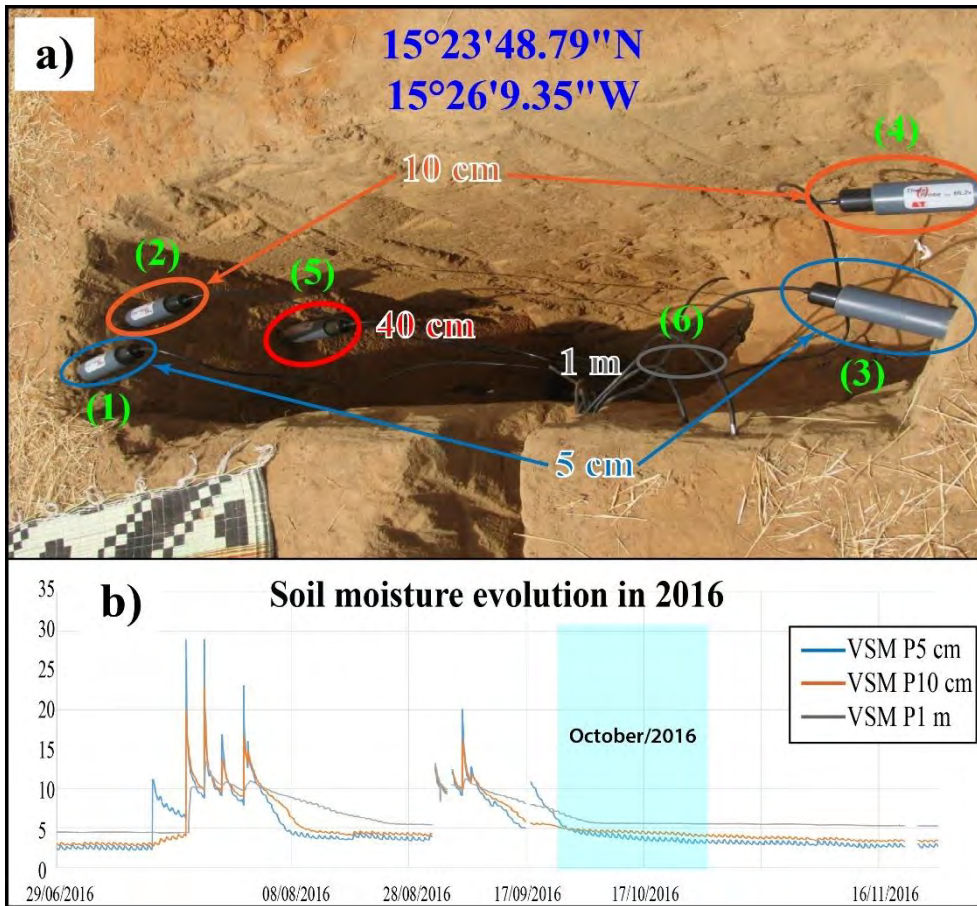 a)
15°23'48.79"N
15°26'9.35"W
(4)
10 cm
(2)
(5)
40 cm
(6)
1 m
(1)
(3)
5 cm
b)
Soil moisture evolution in 2016
35
30
25
20
15
10
5
0
VSM P5 cm
VSM P10 cm
VSM P1 m
October/2016
29/06/2016
08/08/2016
28/08/2016
17/09/2016
17/10/2016
16/11/2016